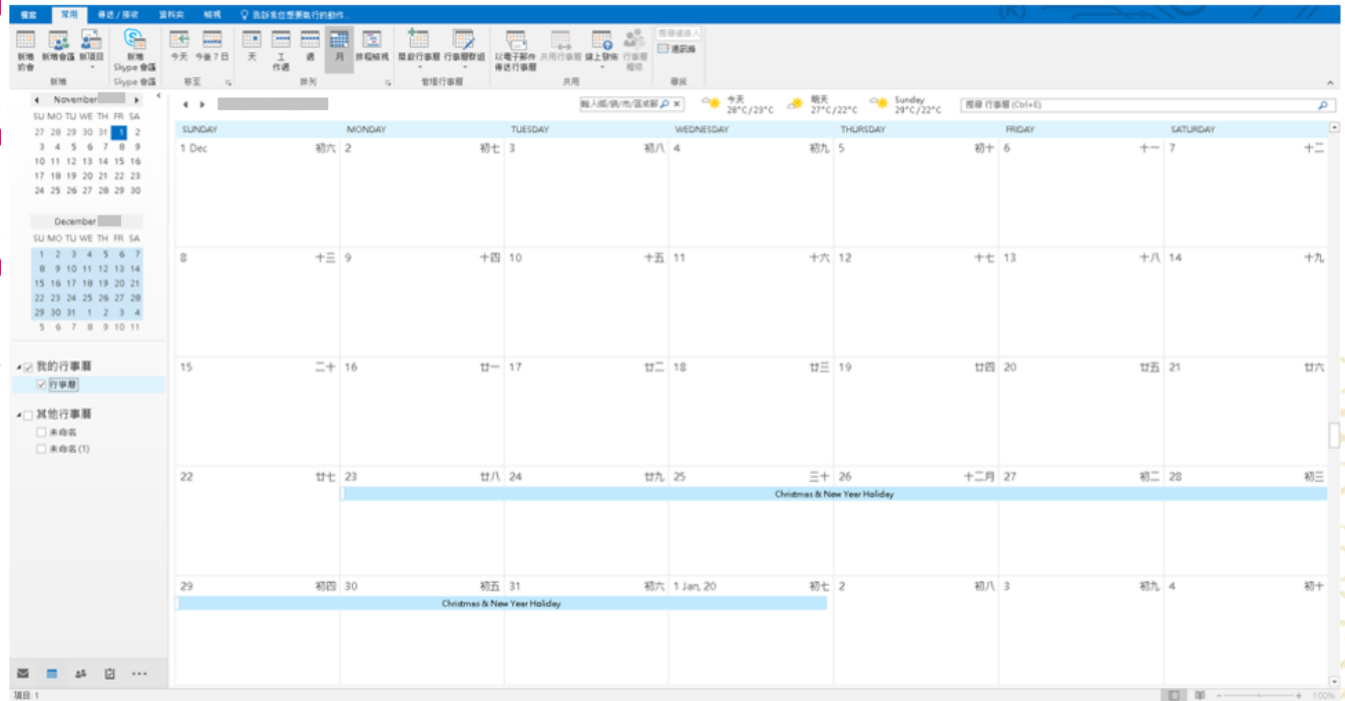 檔案 常用 傳送/接收 資料夾 檢視 告訴我您想要執行的動作...
新增約會 新增會議 新項目 新增 Skype 會議 今天 今後 7 日 天 工作週 週 月 排程檢視 開啟行事曆 行事曆群組 以電子郵件傳送行事曆 共用行事曆 線上發佈 行事曆權限 搜尋連絡人 通訊錄
新增 Skype 會議 移至 排列 管理行事曆 共用 尋找
November
SU MO TU WE TH FR SA
27 28 29 30 31 1 2
3 4 5 6 7 8 9
10 11 12 13 14 15 16
17 18 19 20 21 22 23
24 25 26 27 28 29 30
December
SU MO TU WE TH FR SA
1 2 3 4 5 6 7
8 9 10 11 12 13 14
15 16 17 18 19 20 21
22 23 24 25 26 27 28
29 30 31 1 2 3 4
5 6 7 8 9 10 11
我的行事曆
行事曆
其他行事曆
未命名
未命名 (1)
今天 28°C/23°C 明天 27°C/22°C Sunday 29°C/22°C 搜尋 行事曆 (Ctrl+E)
SUNDAY MONDAY TUESDAY WEDNESDAY THURSDAY FRIDAY SATURDAY
1 Dec 初六 2 初七 3 初八 4 初九 5 初十 6 十一 7 十二
8 十三 9 十四 10 十五 11 十六 12 十七 13 十八 14 十九
15 二十 16 廿一 17 廿二 18 廿三 19 廿四 20 廿五 21 廿六
22 廿七 23 廿八 24 廿九 25 三十 26 十二月 27 初二 28 初三
Christmas & New Year Holiday
29 初四 30 初五 31 初六 1 Jan, 20 初七 2 初八 3 初九 4 初十
Christmas & New Year Holiday
項目: 1
100%